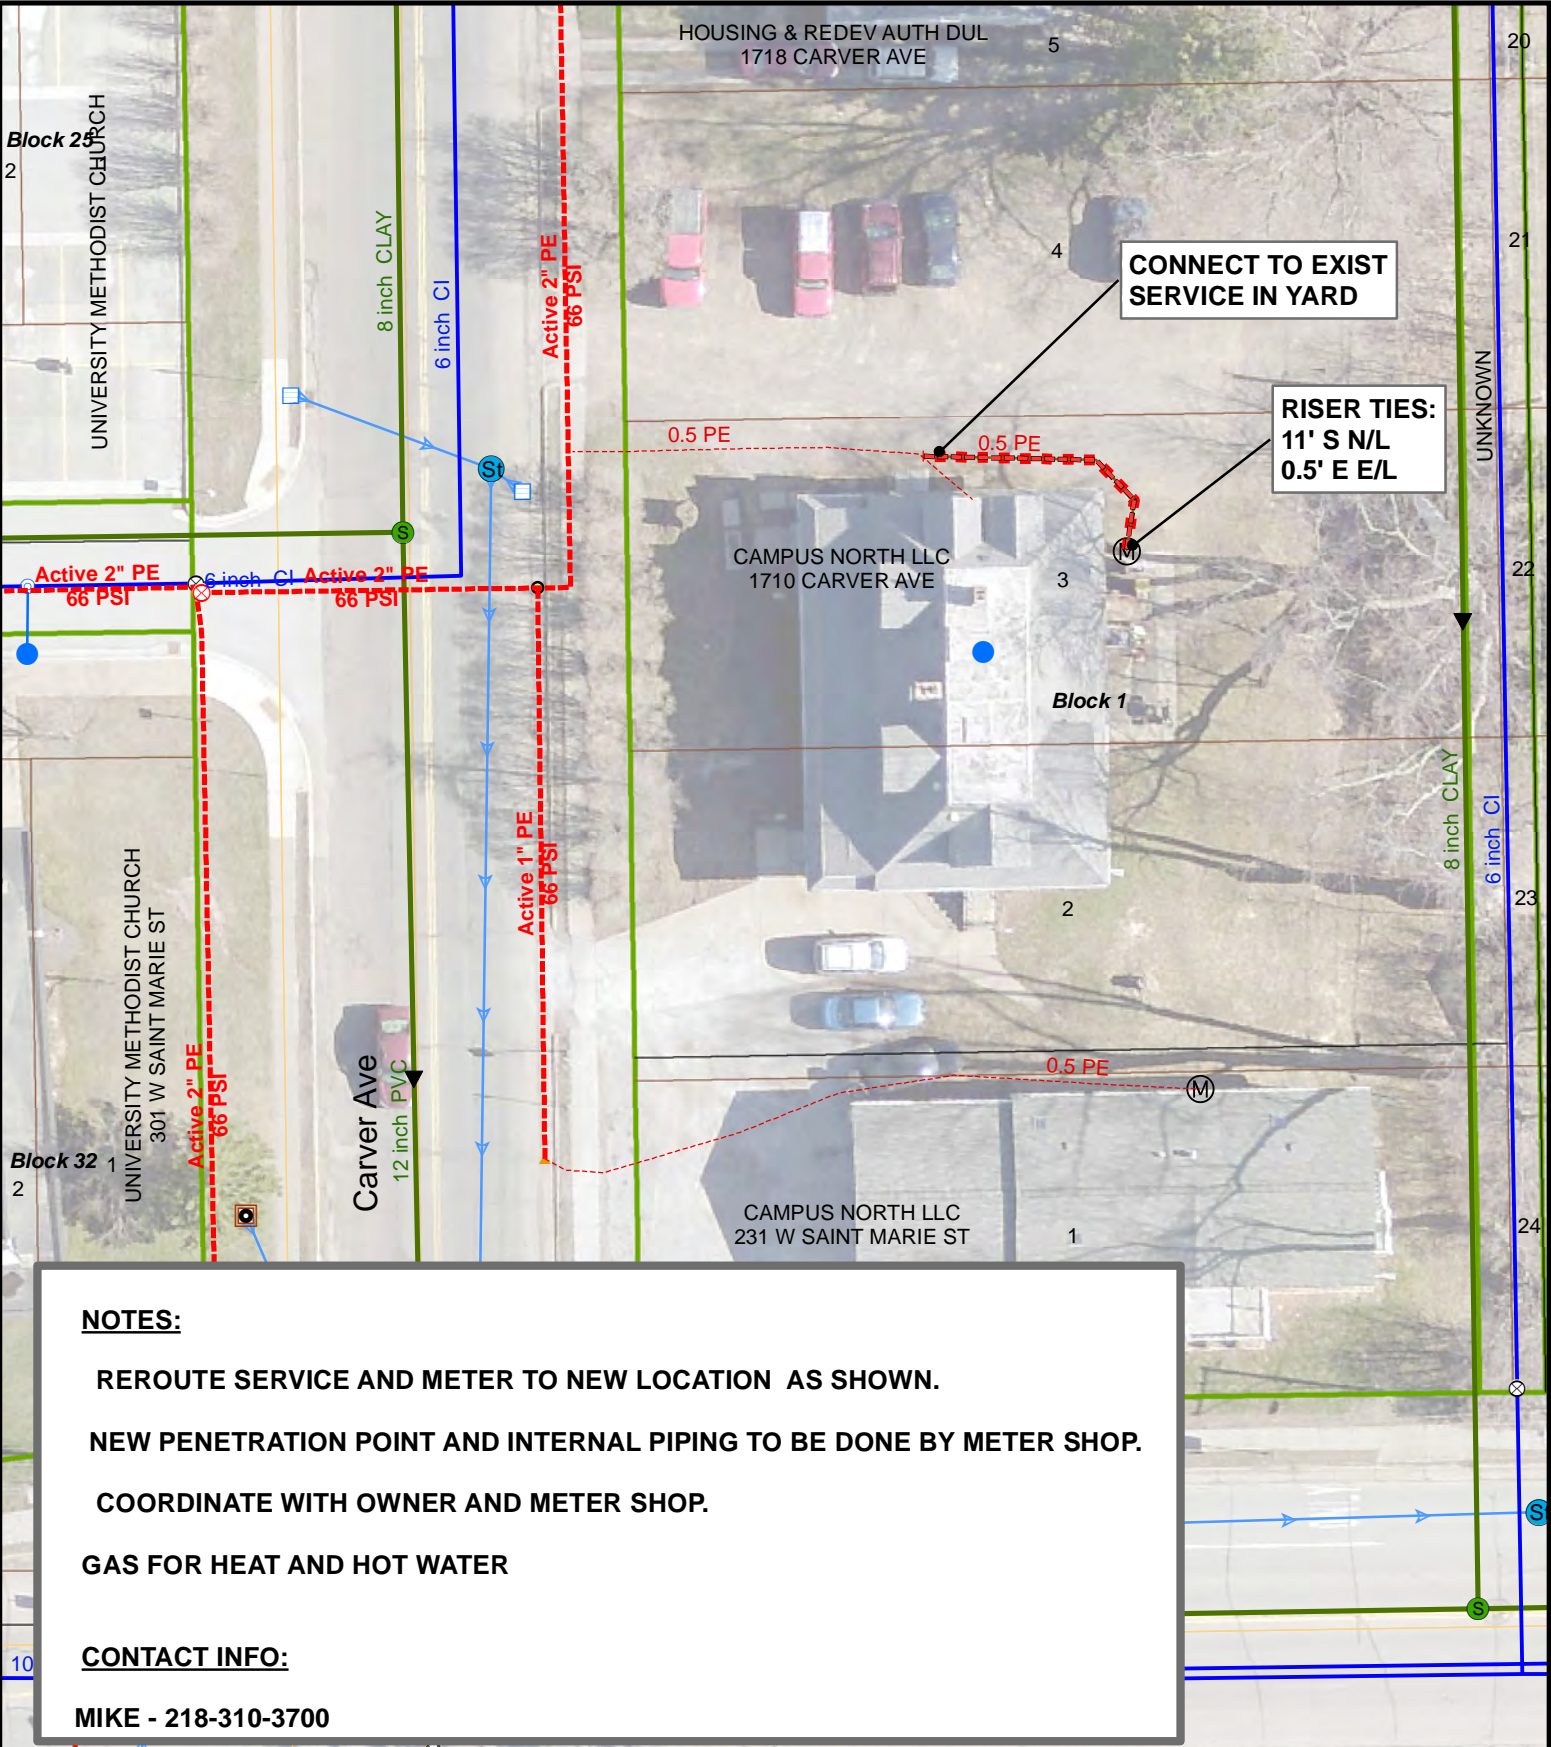 HOUSING & REDEV AUTH DUL
1718 CARVER AVE
5
20
Block 25
2
UNIVERSITY METHODIST CHURCH
8 inch CLAY
6 inch CI
Active 2" PE
66 PSI
4
21
CONNECT TO EXIST
SERVICE IN YARD
UNKNOWN
RISER TIES:
11' S N/L
0.5' E E/L
0.5 PE
0.5 PE
St
S
M
CAMPUS NORTH LLC
1710 CARVER AVE
3
22
Active 2" PE
66 PSI
6 inch CI
Active 2" PE
66 PSI
Block 1
8 inch CLAY
6 inch CI
Active 1" PE
66 PSI
2
23
UNIVERSITY METHODIST CHURCH
301 W SAINT MARIE ST
Active 2" PE
66 PSI
Carver Ave
12 inch PVC
0.5 PE
M
Block 32
1
2
CAMPUS NORTH LLC
231 W SAINT MARIE ST
1
24
NOTES:
REROUTE SERVICE AND METER TO NEW LOCATION AS SHOWN.
NEW PENETRATION POINT AND INTERNAL PIPING TO BE DONE BY METER SHOP.
COORDINATE WITH OWNER AND METER SHOP.
GAS FOR HEAT AND HOT WATER
St
S
CONTACT INFO:
10
MIKE - 218-310-3700